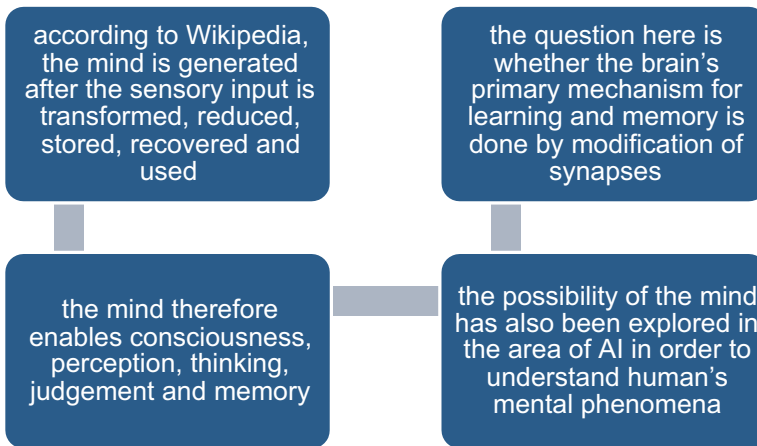 according to Wikipedia,
the mind is generated
after the sensory input is
transformed, reduced,
stored, recovered and
used
the mind therefore
enables consciousness,
perception, thinking,
judgement and memory
the possibility of the mind
has also been explored in
the area of AI in order to
understand human’s
mental phenomena
the question here is
whether the brain’s
primary mechanism for
learning and memory is
done by modification of
synapses